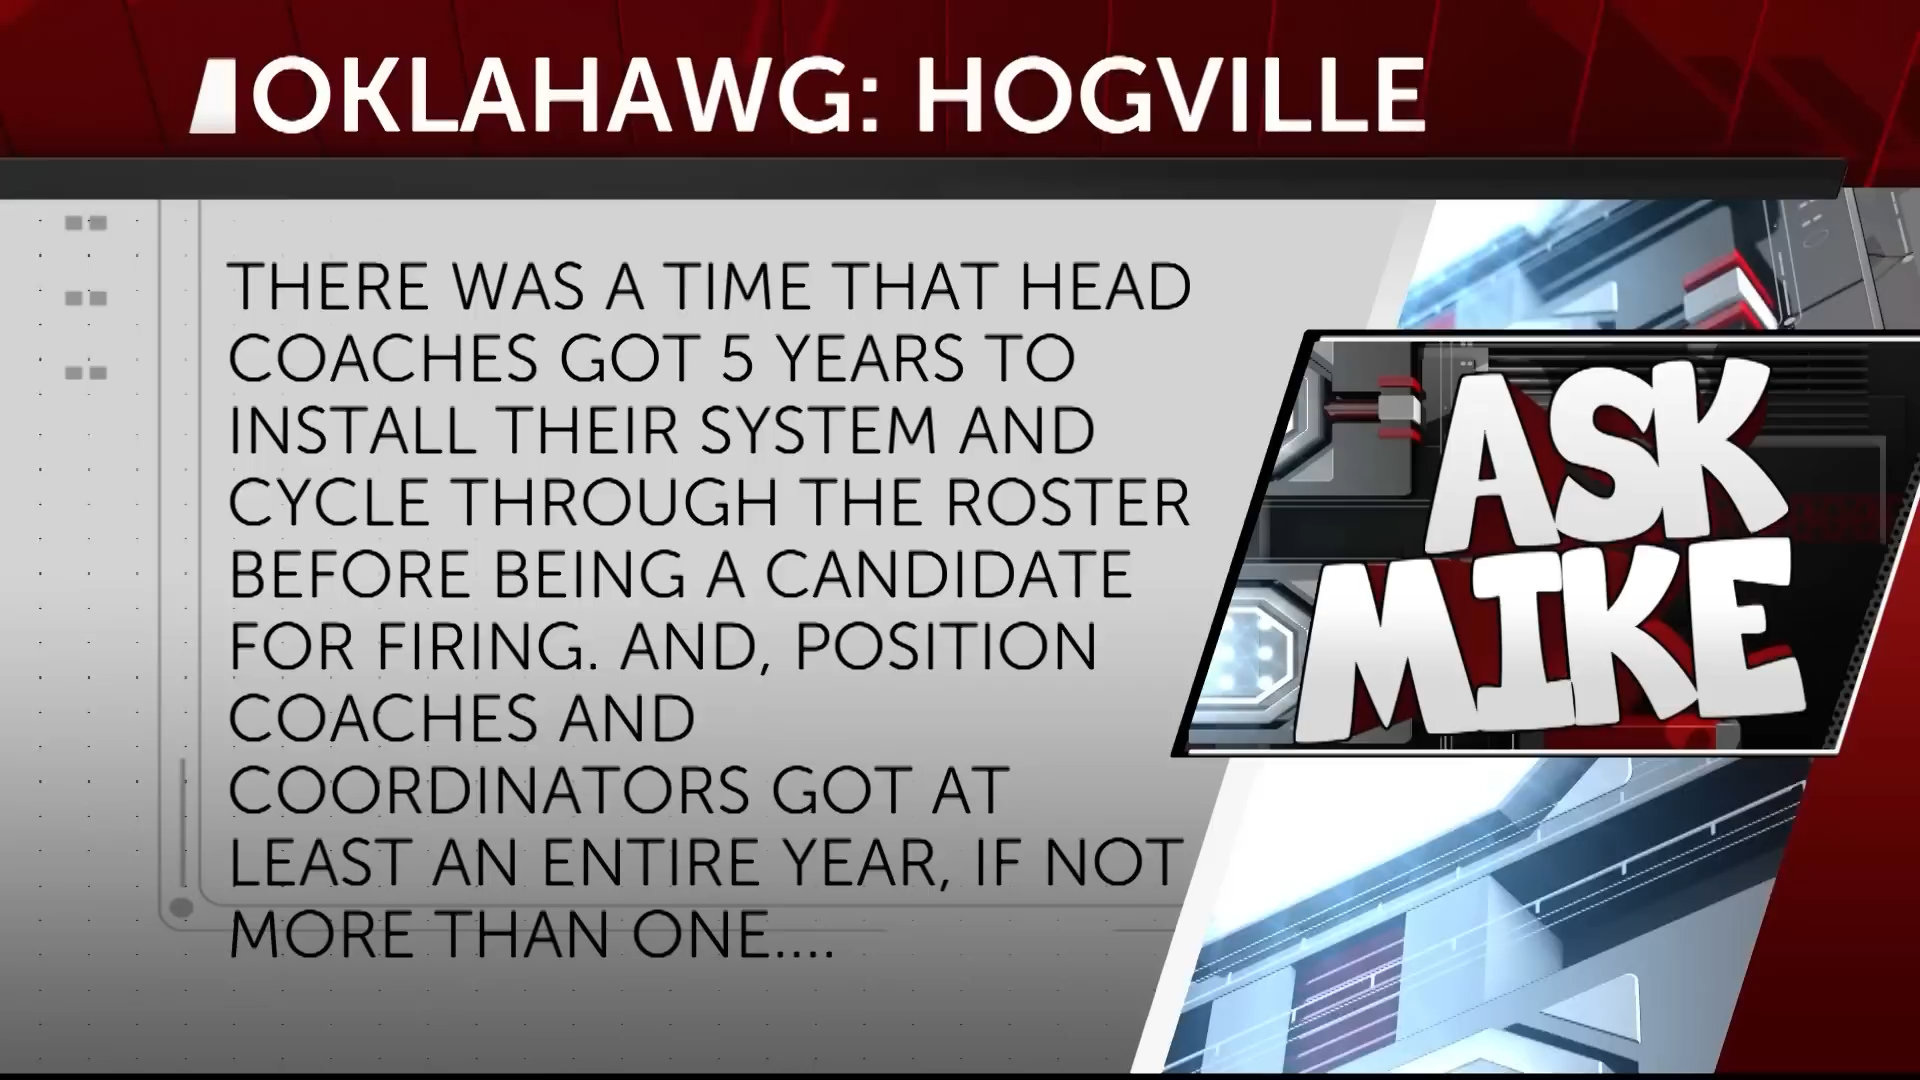 OKLAHAWG: HOGVILLE
THERE WAS A TIME THAT HEAD
COACHES GOT 5 YEARS TO
INSTALL THEIR SYSTEM AND
CYCLE THROUGH THE ROSTER
BEFORE BEING A CANDIDATE
FOR FIRING. AND, POSITION
COACHES AND
COORDINATORS GOT AT
LEAST AN ENTIRE YEAR, IF NOT
MORE THAN ONE....
ASK
MIKE